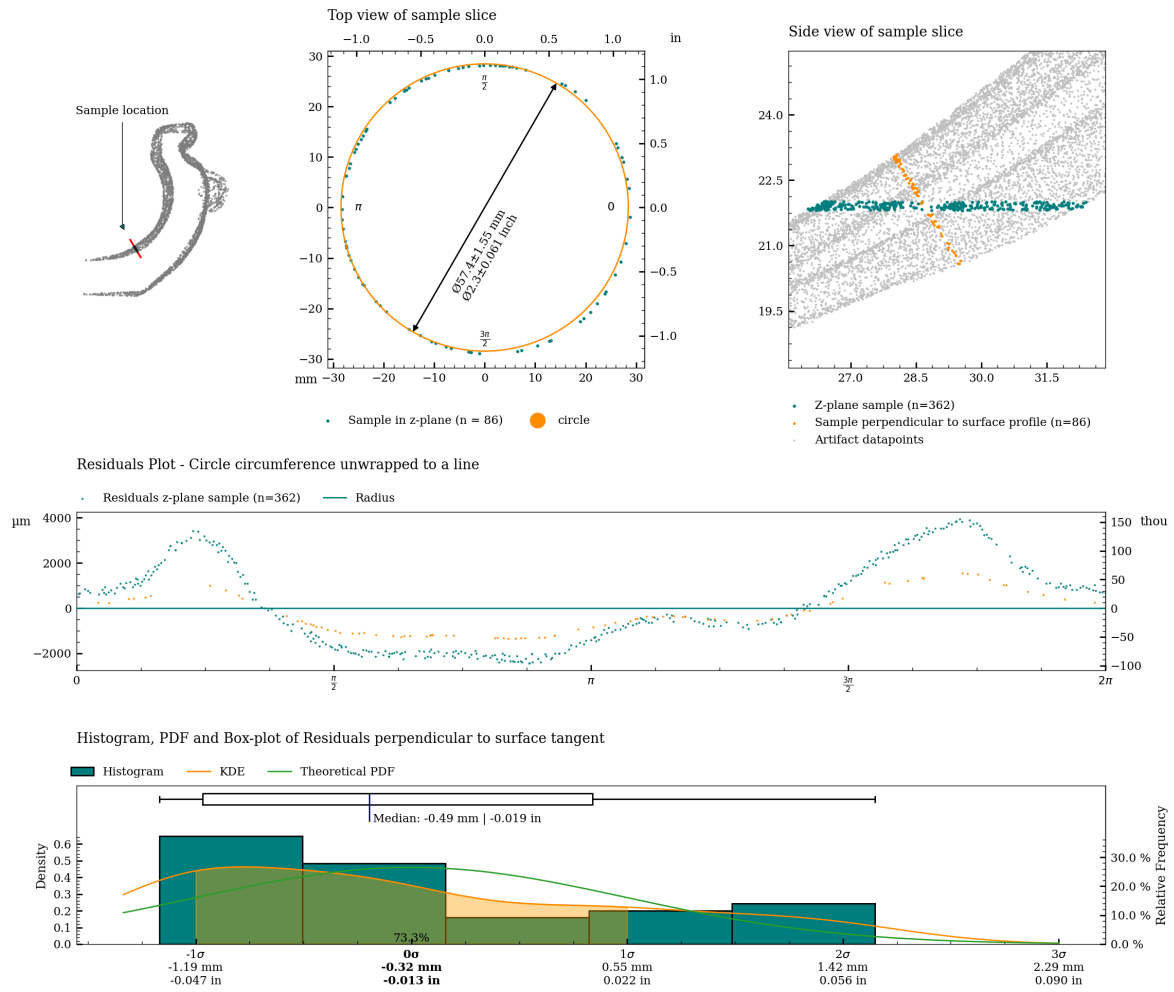 Top view of sample slice
−1.0 −0.5 0.0 0.5 1.0 in
Side view of sample slice
Sample location
30
20
10
0
−10
−20
−30
1.0
0.5
0.0
−0.5
−1.0
π/2
π
0
3π/2
Ø57.4±1.55 mm
Ø2.3±0.061 inch
mm −30 −20 −10 0 10 20 30
24.0
22.5
21.0
19.5
27.0 28.5 30.0 31.5
Sample in z-plane (n = 86) circle
Z-plane sample (n=362)
Sample perpendicular to surface profile (n=86)
Artifact datapoints
Residuals Plot - Circle circumference unwrapped to a line
Residuals z-plane sample (n=362) Radius
µm
4000
2000
0
−2000
thou
150
100
50
0
−50
−100
0 π/2 π 3π/2 2π
Histogram, PDF and Box-plot of Residuals perpendicular to surface tangent
Histogram KDE Theoretical PDF
Median: -0.49 mm | -0.019 in
Density
0.6
0.5
0.4
0.3
0.2
0.1
0.0
30.0 %
20.0 %
10.0 %
0.0 %
Relative Frequency
73.3%
-1σ 0σ 1σ 2σ 3σ
-1.19 mm -0.32 mm 0.55 mm 1.42 mm 2.29 mm
-0.047 in -0.013 in 0.022 in 0.056 in 0.090 in